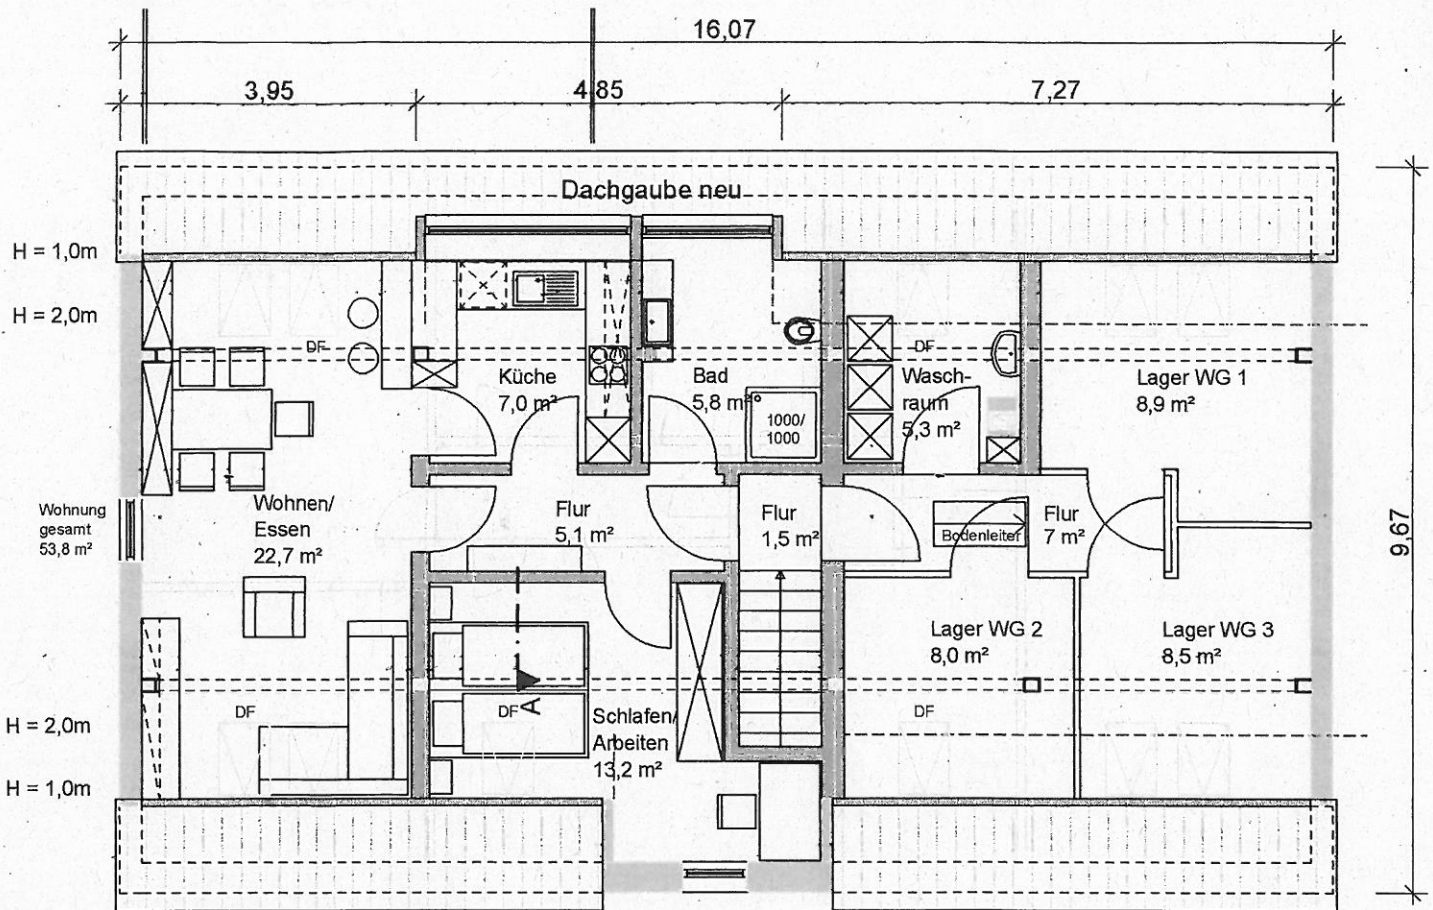 16,07
3,95
4,85
7,27
Dachgaube neu
H = 1,0m
H = 2,0m
DF
Küche
7,0 m²
Bad
5,8 m²
1000/
1000
DF
Wasch-
raum
5,3 m²
Lager WG 1
8,9 m²
Wohnung
gesamt
53,8 m²
Wohnen/
Essen
22,7 m²
Flur
5,1 m²
Flur
1,5 m²
Bodenleiter
Flur
7 m²
9,67
Lager WG 2
8,0 m²
Lager WG 3
8,5 m²
H = 2,0m
H = 1,0m
DF
DF
A
Schlafen/
Arbeiten
13,2 m²
DF